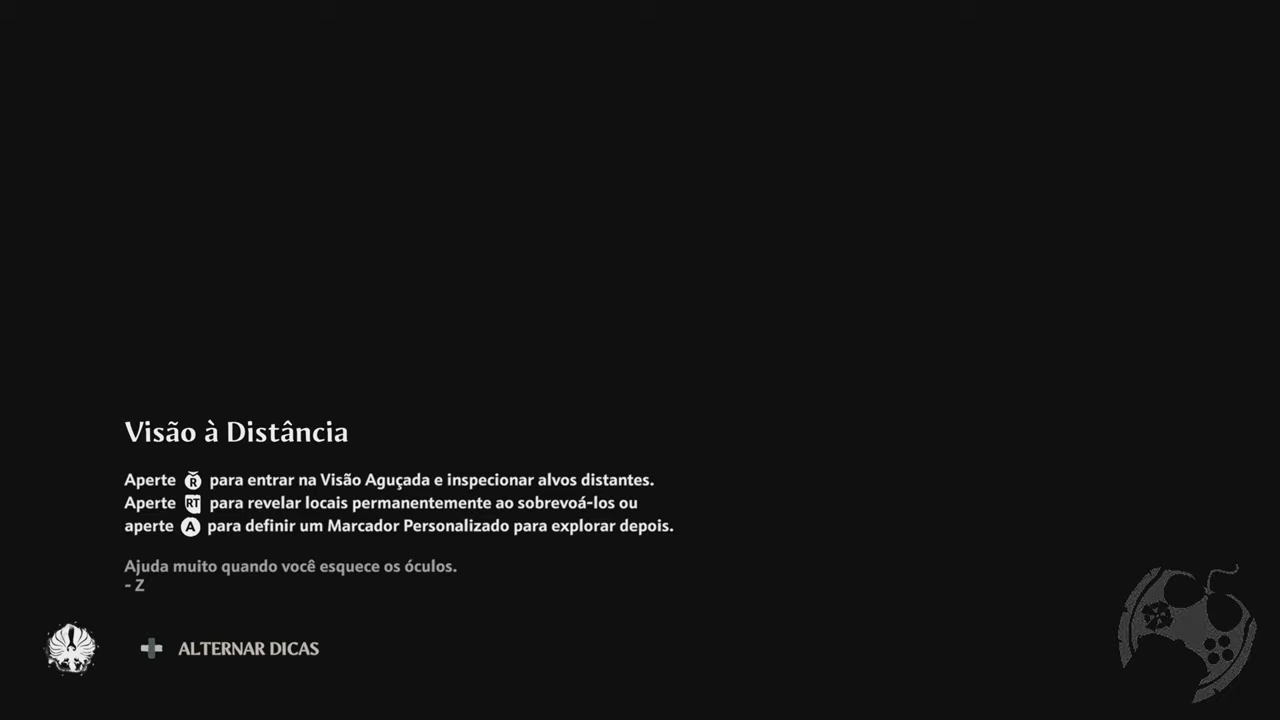 Visão à Distância
Aperte R para entrar na Visão Aguçada e inspecionar alvos distantes.
Aperte RT para revelar locais permanentemente ao sobrevoá-los ou
aperte A para definir um Marcador Personalizado para explorar depois.
Ajuda muito quando você esquece os óculos.
- Z
ALTERNAR DICAS